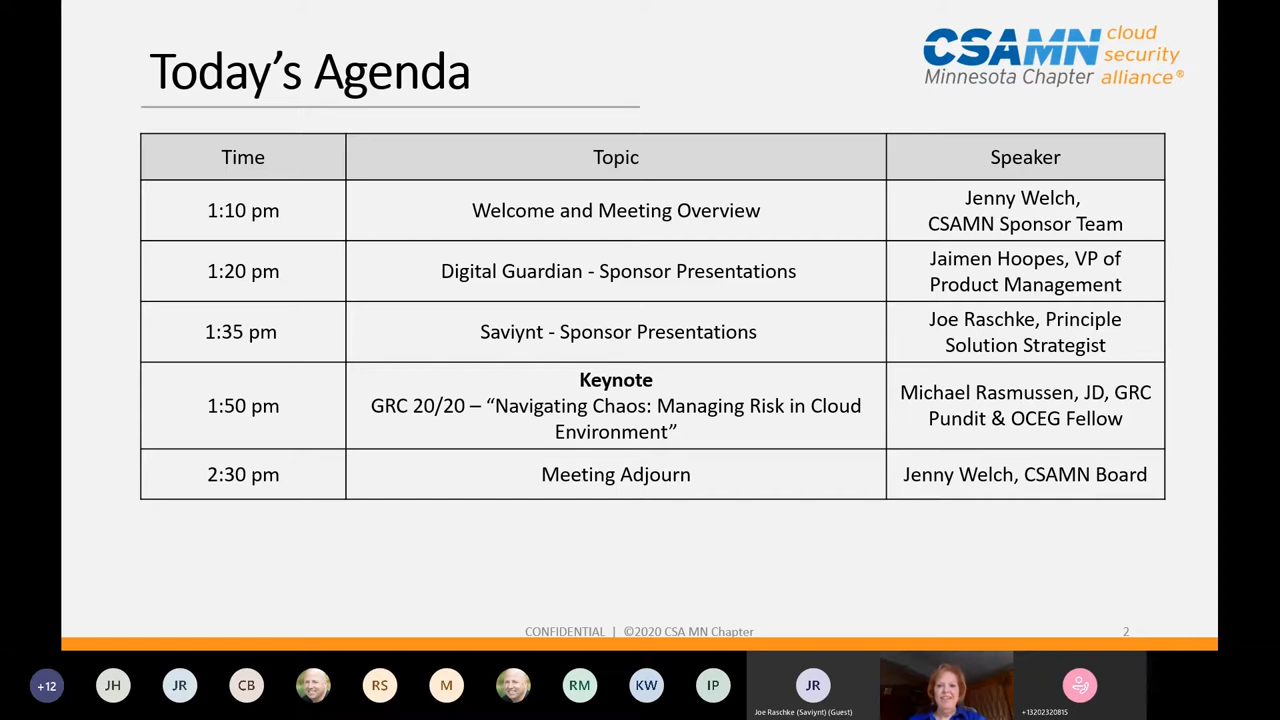 Today's Agenda
CSAMN cloud security alliance®
Minnesota Chapter
Time Topic Speaker
1:10 pm Welcome and Meeting Overview Jenny Welch,
CSAMN Sponsor Team
1:20 pm Digital Guardian - Sponsor Presentations Jaimen Hoopes, VP of
Product Management
1:35 pm Saviynt - Sponsor Presentations Joe Raschke, Principle
Solution Strategist
Keynote
1:50 pm GRC 20/20 – “Navigating Chaos: Managing Risk in Cloud
Environment”
Michael Rasmussen, JD, GRC
Pundit & OCEG Fellow
2:30 pm Meeting Adjourn Jenny Welch, CSAMN Board
CONFIDENTIAL | ©2020 CSA MN Chapter 2
+12 JH JR CB RS M RM KW IP JR
Joe Raschke (Saviynt) (Guest) +13202320815